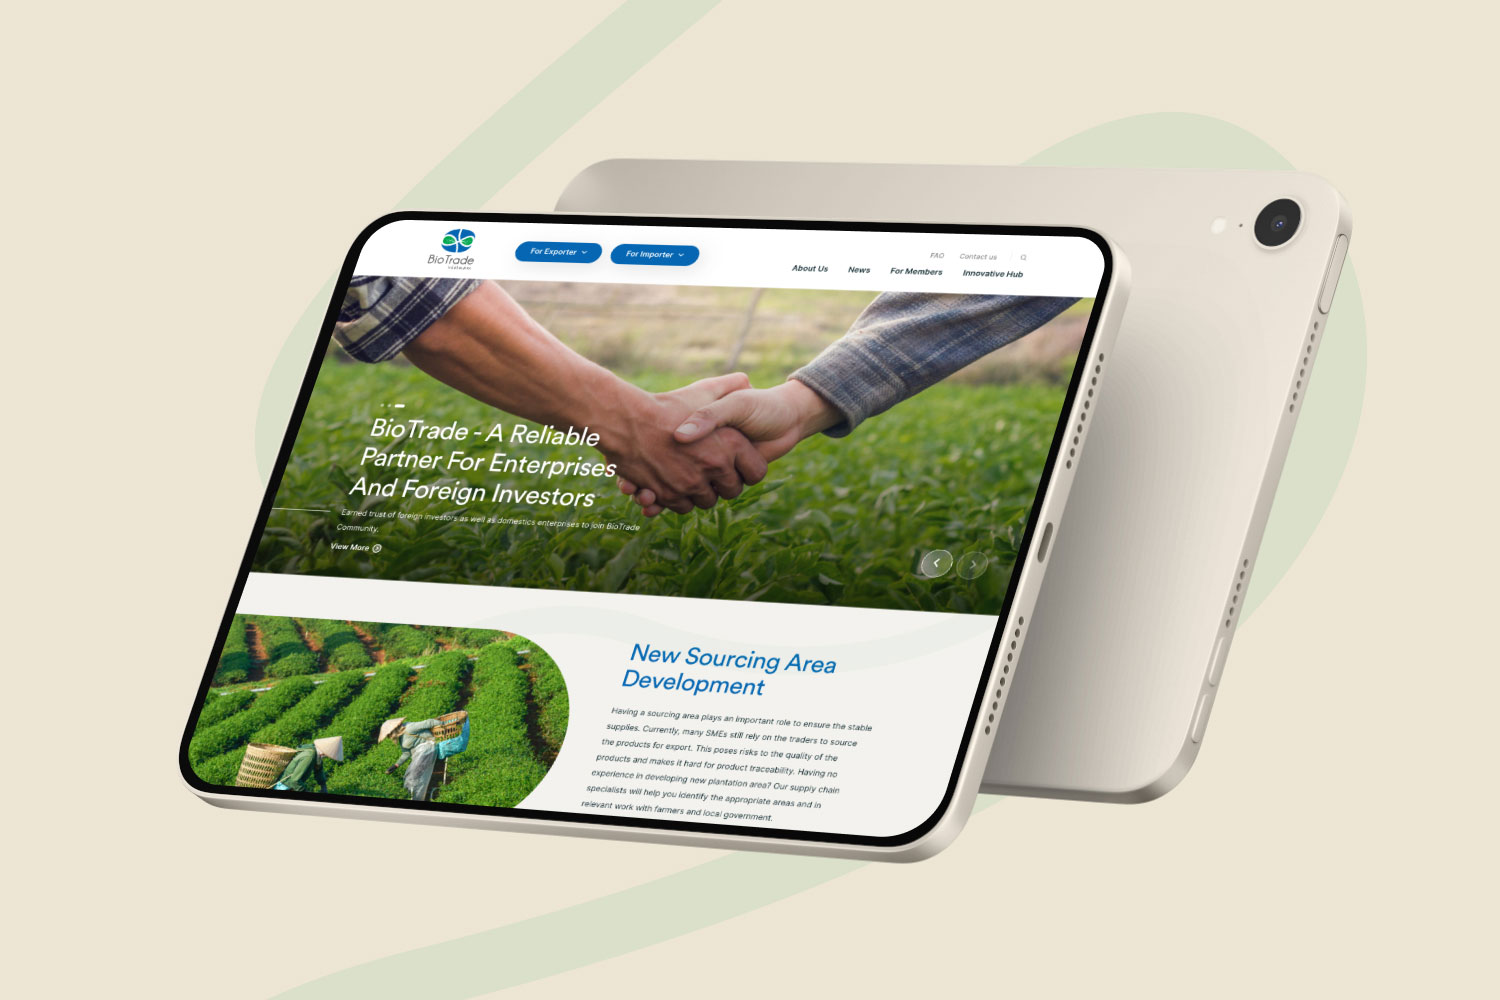 BioTrade
For Exporter
For Importer
FAQ
Contact us
About Us
News
For Members
Innovative Hub
BioTrade - A Reliable
Partner For Enterprises
And Foreign Investors
Earned trust of foreign investors as well as domestics enterprises to join BioTrade
Community.
View More
New Sourcing Area
Development
Having a sourcing area plays an important role to ensure the stable
supplies. Currently, many SMEs still rely on the traders to source
the products for export. This poses risks to the quality of the
products and makes it hard for product traceability. Having no
experience in developing new plantation area? Our supply chain
specialists will help you identify the appropriate areas and in
relevant work with farmers and local government.